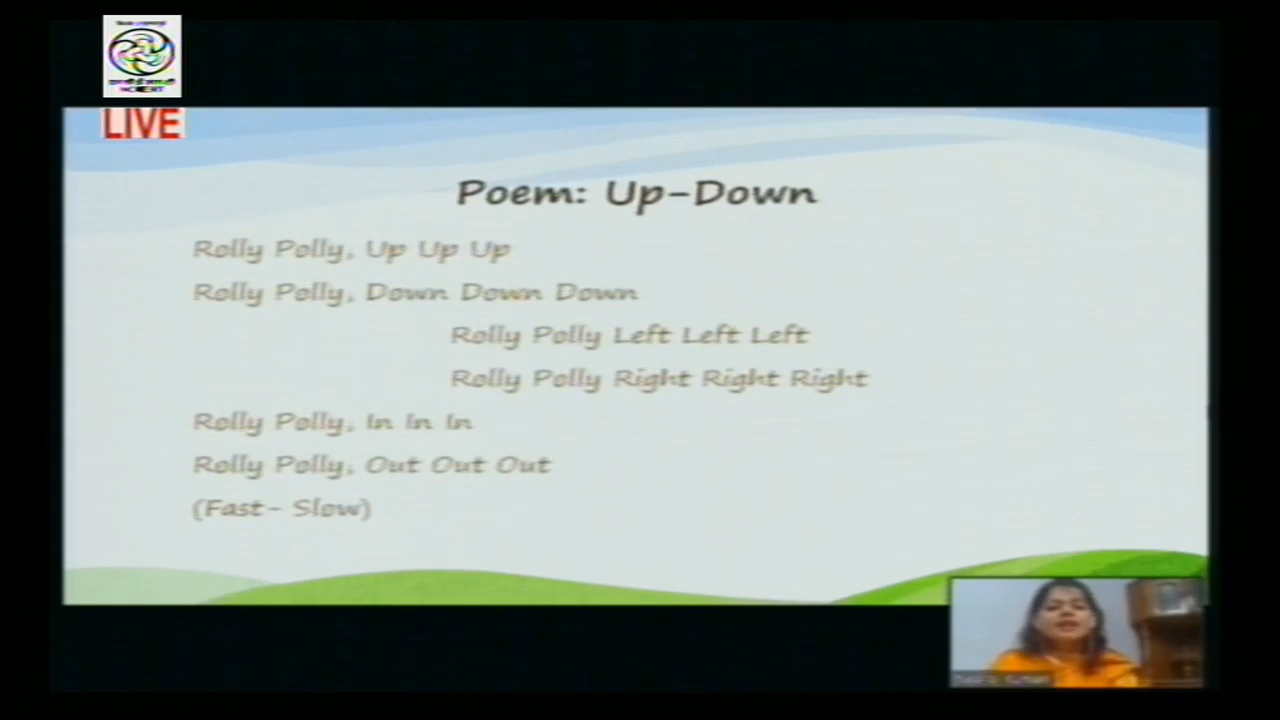 NCERT
LIVE
Poem: Up-Down
Rolly Polly, Up Up Up
Rolly Polly, Down Down Down
Rolly Polly Left Left Left
Rolly Polly Right Right Right
Rolly Polly, In In In
Rolly Polly, Out Out Out
(Fast- Slow)